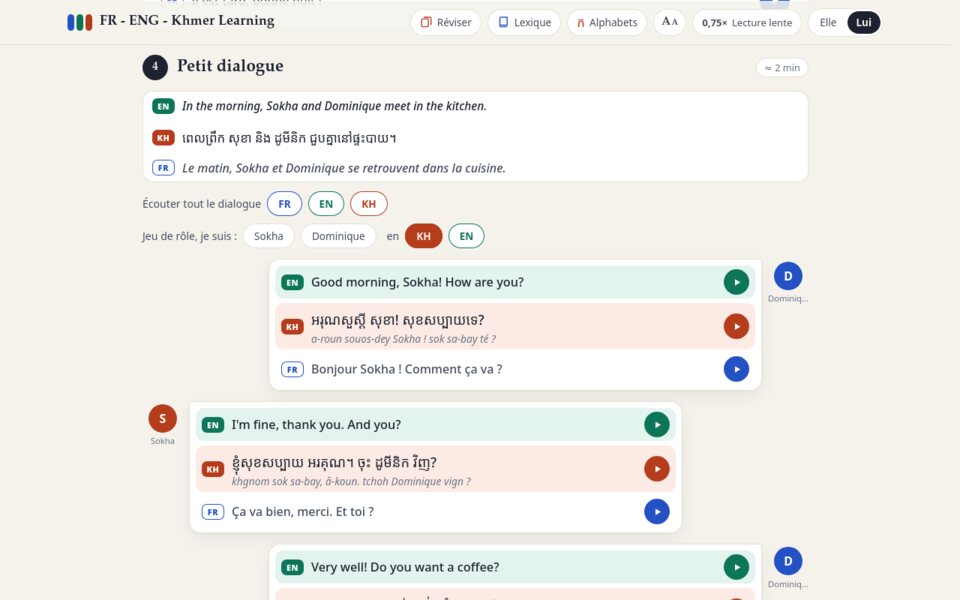 FR - ENG - Khmer Learning
Réviser
Lexique
Alphabets
AA
0,75× Lecture lente
Elle
Lui
4 Petit dialogue
≈ 2 min
EN In the morning, Sokha and Dominique meet in the kitchen.
KH ពេលព្រឹក សុខា និង ដូមីនិក ជួបគ្នានៅផ្ទះបាយ។
FR Le matin, Sokha et Dominique se retrouvent dans la cuisine.
Écouter tout le dialogue FR EN KH
Jeu de rôle, je suis : Sokha Dominique en KH EN
EN Good morning, Sokha! How are you?
D
Dominiq...
KH អរុណសួស្តី សុខា! សុខសប្បាយទេ?
a-roun souos-dey Sokha ! sok sa-bay té ?
FR Bonjour Sokha ! Comment ça va ?
S
Sokha
EN I'm fine, thank you. And you?
KH ខ្ញុំសុខសប្បាយ អរគុណ។ ចុះ ដូមីនិក វិញ?
khgnom sok sa-bay, â-koun. tchoh Dominique vign ?
FR Ça va bien, merci. Et toi ?
EN Very well! Do you want a coffee?
D
Dominiq...